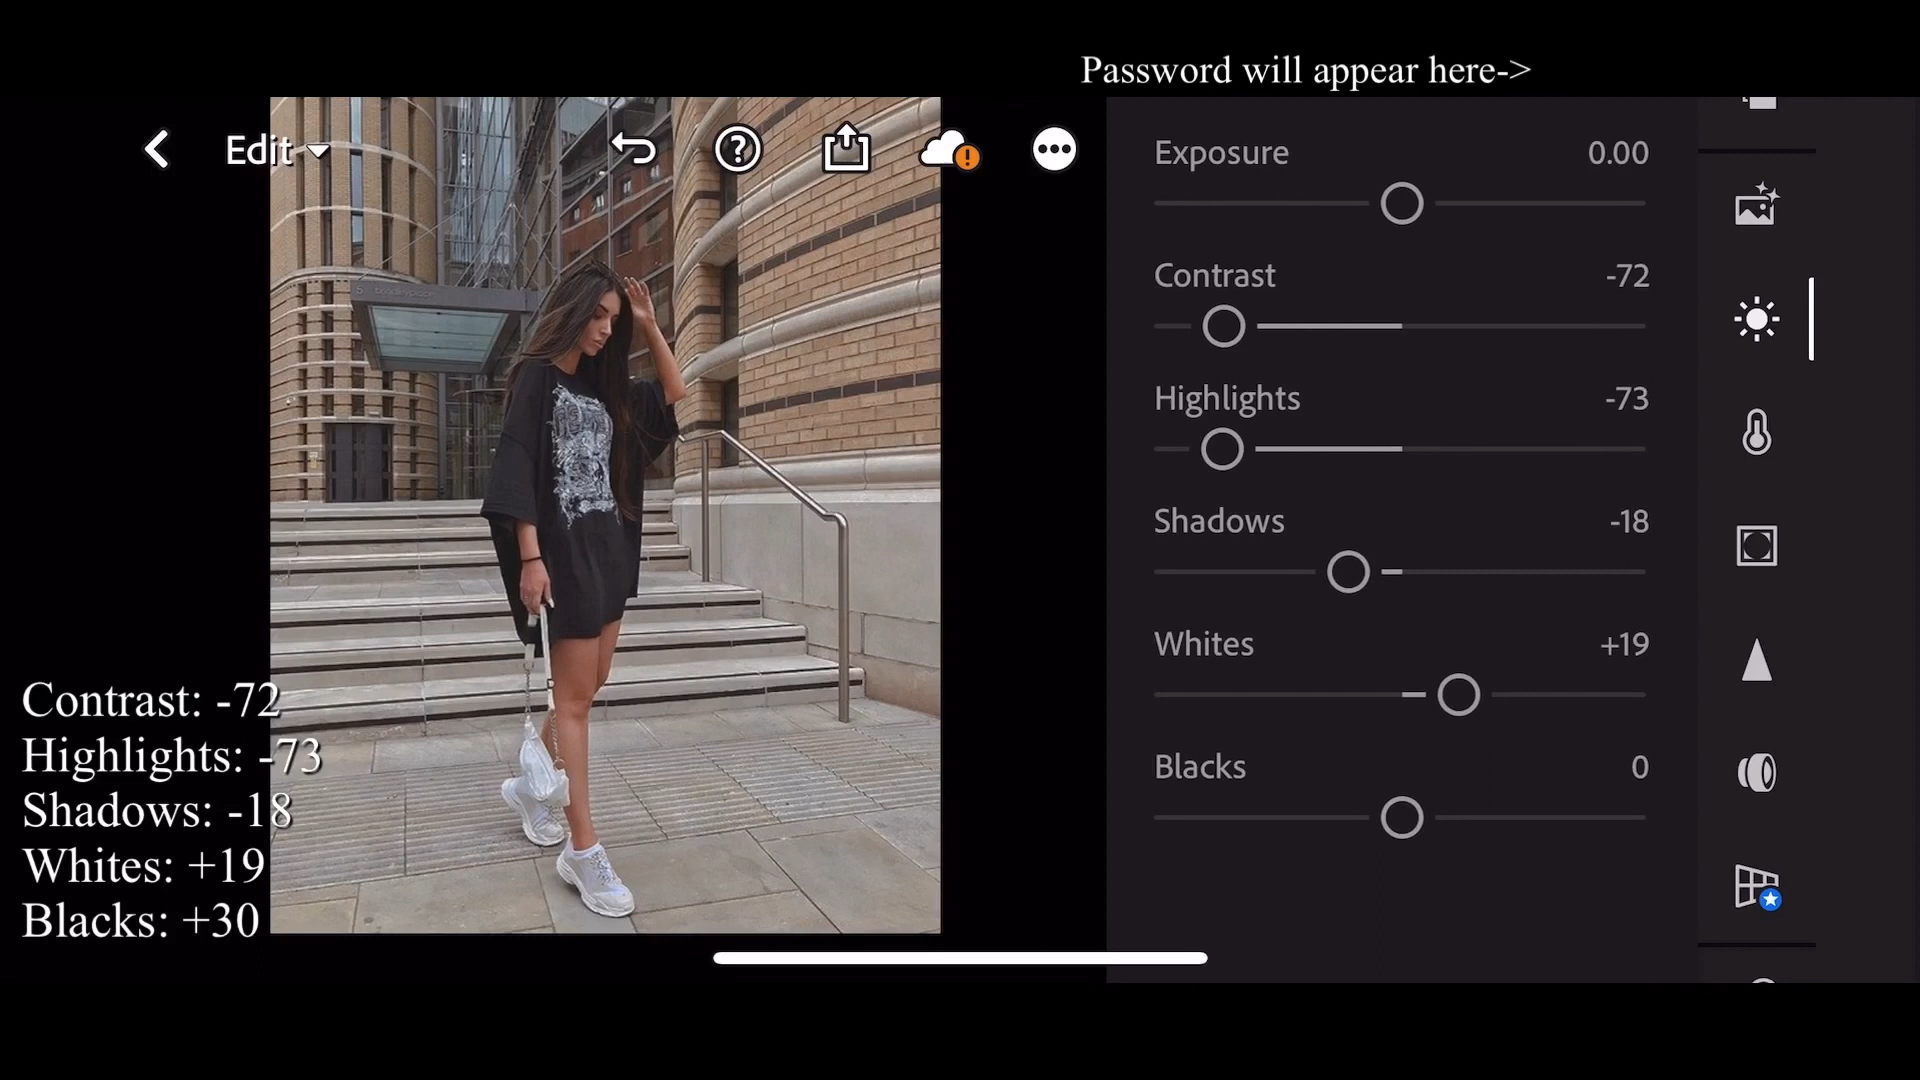 Password will appear here->
Edit
Exposure 0.00
Contrast -72
Highlights -73
Shadows -18
Whites +19
Blacks 0
Contrast: -72
Highlights: -73
Shadows: -18
Whites: +19
Blacks: +30